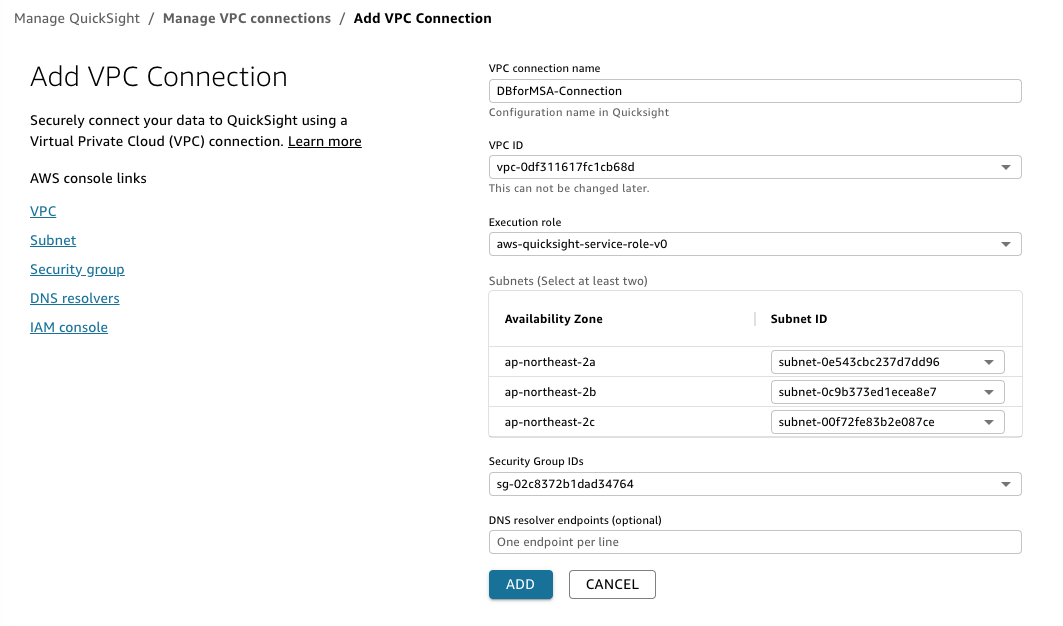 Manage QuickSight / Manage VPC connections / Add VPC Connection
Add VPC Connection
Securely connect your data to QuickSight using a
Virtual Private Cloud (VPC) connection. Learn more
AWS console links
VPC
Subnet
Security group
DNS resolvers
IAM console
VPC connection name
DBforMSA-Connection
Configuration name in Quicksight
VPC ID
vpc-0df311617fc1cb68d
This can not be changed later.
Execution role
aws-quicksight-service-role-v0
Subnets (Select at least two)
Availability Zone | Subnet ID
ap-northeast-2a subnet-0e543cbc237d7dd96
ap-northeast-2b subnet-0c9b373ed1ecea8e7
ap-northeast-2c subnet-00f72fe83b2e087ce
Security Group IDs
sg-02c8372b1dad34764
DNS resolver endpoints (optional)
One endpoint per line
ADD CANCEL